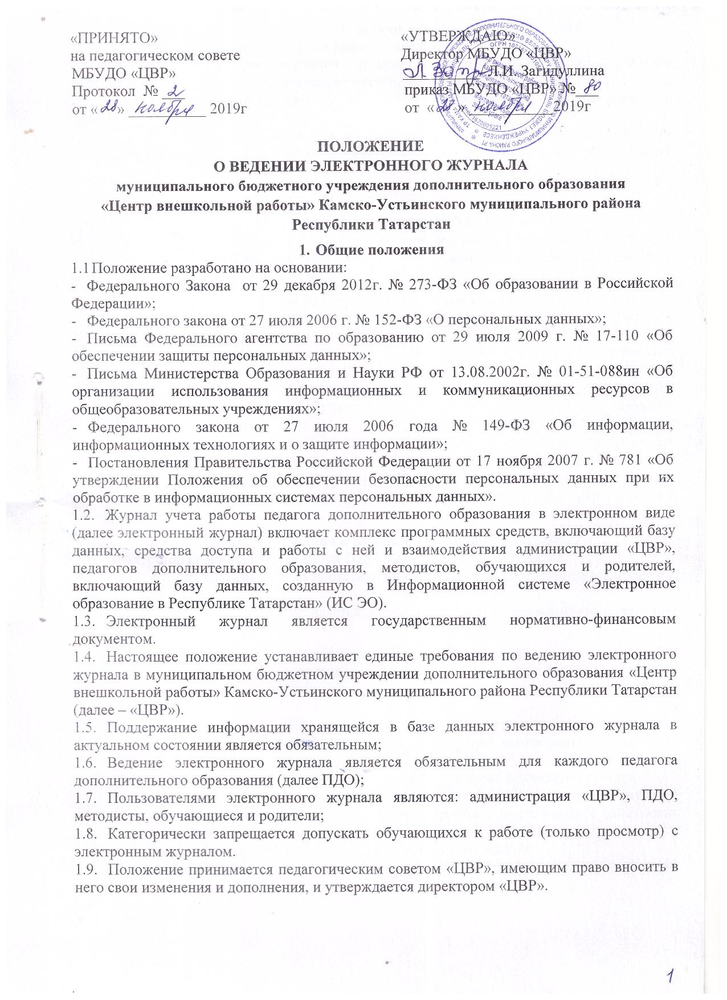 «ПРИНЯТО»
на педагогическом совете
МБУДО «ЦВР»
Протокол № 2
от «28» ноября 2019г
«УТВЕРЖДАЮ»
Директор МБУДО «ЦВР»
Л.И. Загидуллина
приказ МБУДО «ЦВР» № 80
от «28» ноября 2019г
ОГРН
ИНН 1622005221
ПОЛОЖЕНИЕ
О ВЕДЕНИИ ЭЛЕКТРОННОГО ЖУРНАЛА
муниципального бюджетного учреждения дополнительного образования
«Центр внешкольной работы» Камско-Устьинского муниципального района
Республики Татарстан
1. Общие положения
1.1 Положение разработано на основании:
- Федерального Закона от 29 декабря 2012г. № 273-ФЗ «Об образовании в Российской
Федерации»;
- Федерального закона от 27 июля 2006 г. № 152-ФЗ «О персональных данных»;
- Письма Федерального агентства по образованию от 29 июля 2009 г. № 17-110 «Об
обеспечении защиты персональных данных»;
- Письма Министерства Образования и Науки РФ от 13.08.2002г. № 01-51-088ин «Об
организации использования информационных и коммуникационных ресурсов в
общеобразовательных учреждениях»;
- Федерального закона от 27 июля 2006 года № 149-ФЗ «Об информации,
информационных технологиях и о защите информации»;
- Постановления Правительства Российской Федерации от 17 ноября 2007 г. № 781 «Об
утверждении Положения об обеспечении безопасности персональных данных при их
обработке в информационных системах персональных данных».
1.2. Журнал учета работы педагога дополнительного образования в электронном виде
(далее электронный журнал) включает комплекс программных средств, включающий базу
данных, средства доступа и работы с ней и взаимодействия администрации «ЦВР»,
педагогов дополнительного образования, методистов, обучающихся и родителей,
включающий базу данных, созданную в Информационной системе «Электронное
образование в Республике Татарстан» (ИС ЭО).
1.3. Электронный журнал является государственным нормативно-финансовым
документом.
1.4. Настоящее положение устанавливает единые требования по ведению электронного
журнала в муниципальном бюджетном учреждении дополнительного образования «Центр
внешкольной работы» Камско-Устьинского муниципального района Республики Татарстан
(далее – «ЦВР»).
1.5. Поддержание информации хранящейся в базе данных электронного журнала в
актуальном состоянии является обязательным;
1.6. Ведение электронного журнала является обязательным для каждого педагога
дополнительного образования (далее ПДО);
1.7. Пользователями электронного журнала являются: администрация «ЦВР», ПДО,
методисты, обучающиеся и родители;
1.8. Категорически запрещается допускать обучающихся к работе (только просмотр) с
электронным журналом.
1.9. Положение принимается педагогическим советом «ЦВР», имеющим право вносить в
него свои изменения и дополнения, и утверждается директором «ЦВР».
1